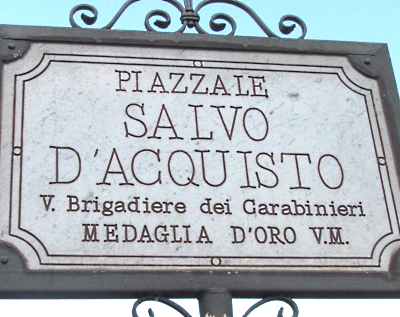 PIAZZALE
SALVO
D'ACQUISTO
V. Brigadiere dei Carabinieri
MEDAGLIA D'ORO V.M.